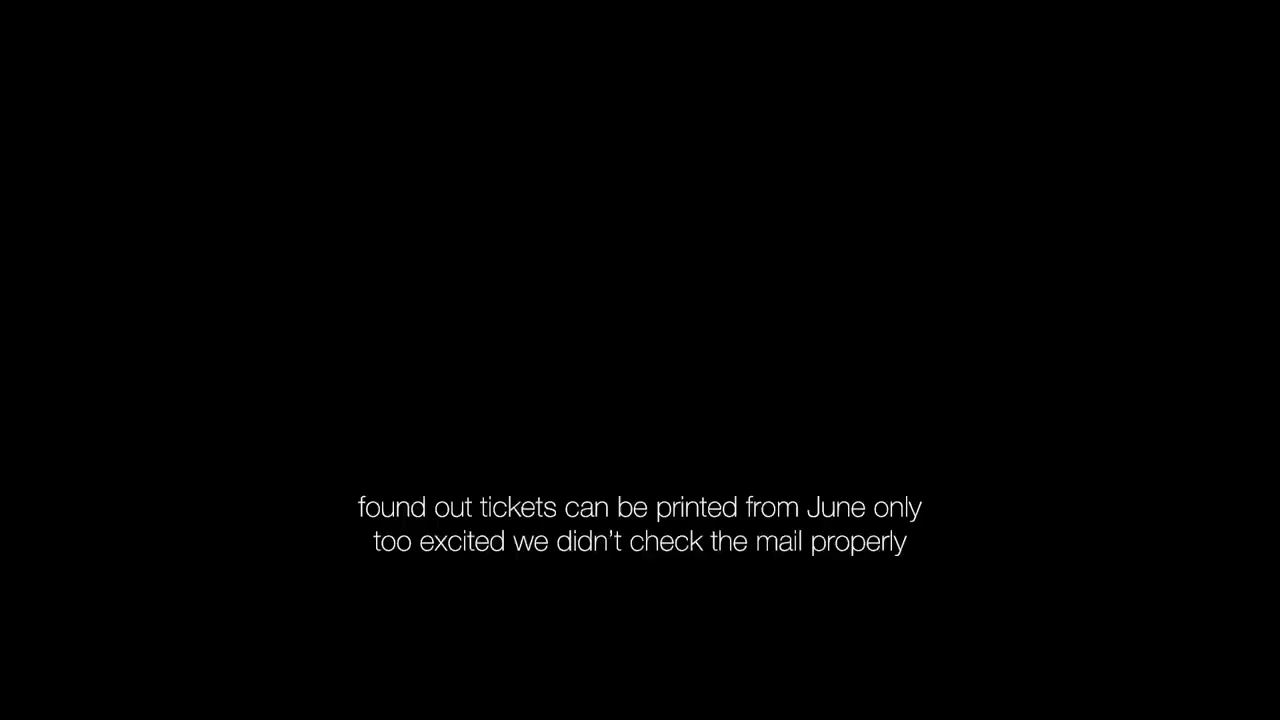 found out tickets can be printed from June only
too excited we didn't check the mail properly